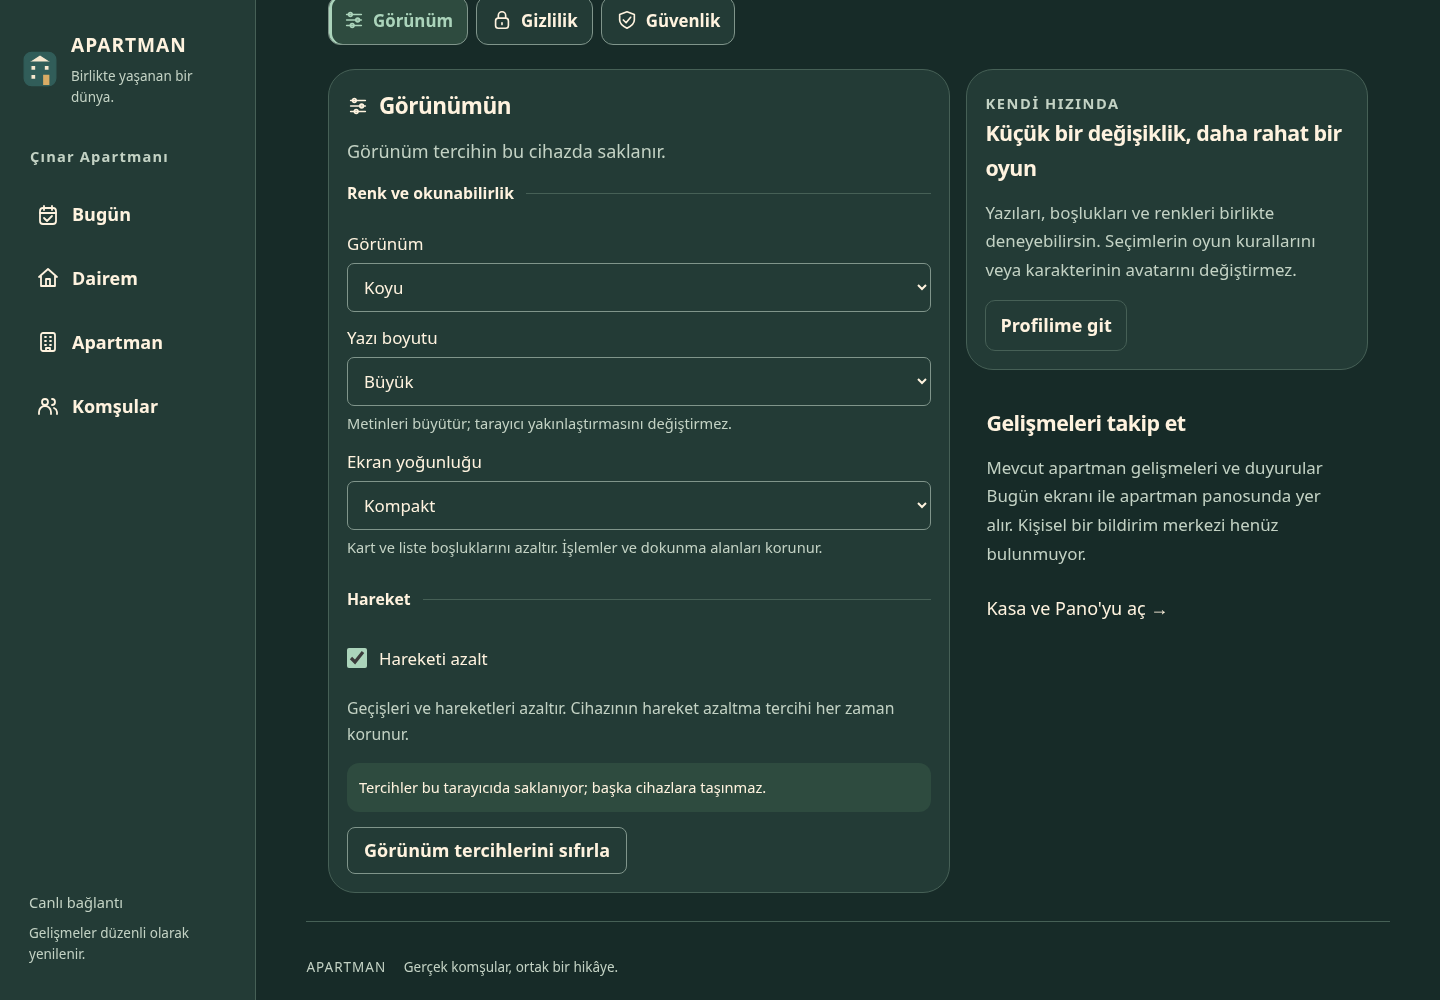 APARTMAN
Birlikte yaşanan bir
dünya.
Çınar Apartmanı
Bugün
Dairem
Apartman
Komşular
Canlı bağlantı
Gelişmeler düzenli olarak
yenilenir.
Görünüm
Gizlilik
Güvenlik
Görünümün
Görünüm tercihin bu cihazda saklanır.
Renk ve okunabilirlik
Görünüm
Koyu
Yazı boyutu
Büyük
Metinleri büyütür; tarayıcı yakınlaştırmasını değiştirmez.
Ekran yoğunluğu
Kompakt
Kart ve liste boşluklarını azaltır. İşlemler ve dokunma alanları korunur.
Hareket
Hareketi azalt
Geçişleri ve hareketleri azaltır. Cihazının hareket azaltma tercihi her zaman
korunur.
Tercihler bu tarayıcıda saklanıyor; başka cihazlara taşınmaz.
Görünüm tercihlerini sıfırla
KENDİ HIZINDA
Küçük bir değişiklik, daha rahat bir
oyun
Yazıları, boşlukları ve renkleri birlikte
deneyebilirsin. Seçimlerin oyun kurallarını
veya karakterinin avatarını değiştirmez.
Profilime git
Gelişmeleri takip et
Mevcut apartman gelişmeleri ve duyurular
Bugün ekranı ile apartman panosunda yer
alır. Kişisel bir bildirim merkezi henüz
bulunmuyor.
Kasa ve Pano'yu aç →
APARTMAN Gerçek komşular, ortak bir hikâye.